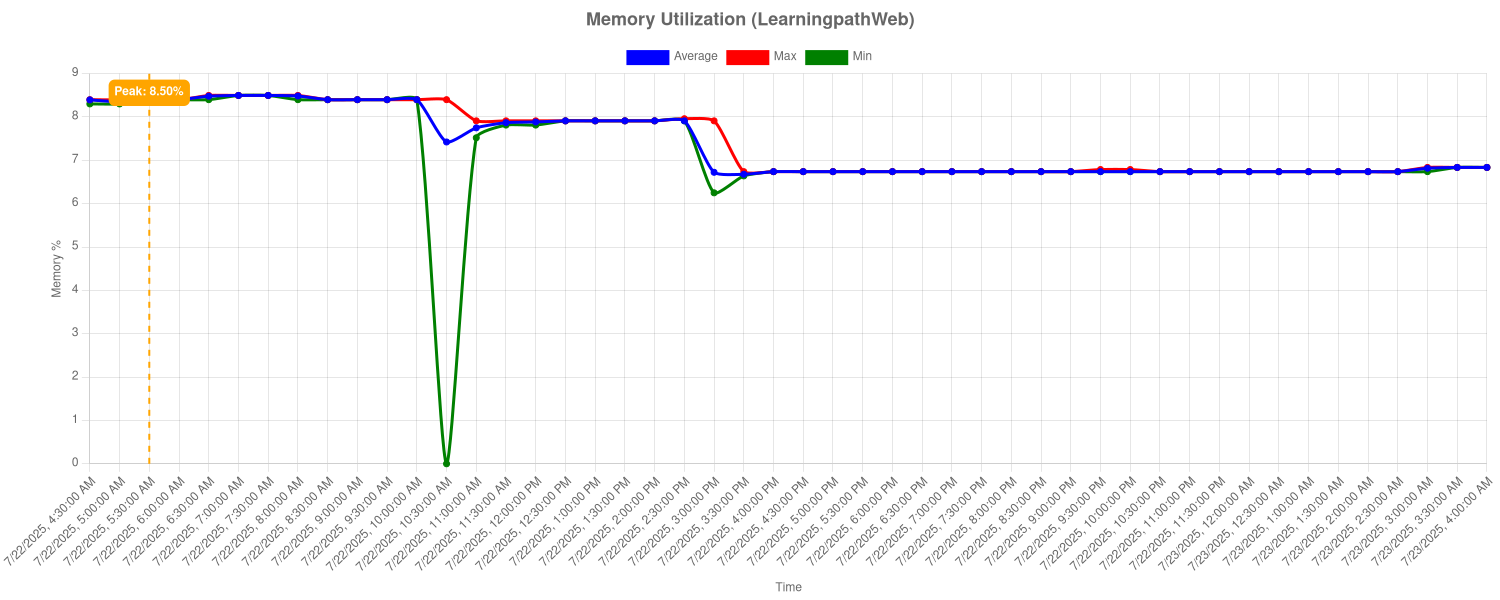 Memory Utilization (LearningpathWeb)
Average Max Min
9
Peak: 8.50%
8
7
6
5
4
3
2
1
0
Memory %
7/22/2025, 4:30:00 AM
7/22/2025, 5:00:00 AM
7/22/2025, 5:30:00 AM
7/22/2025, 6:00:00 AM
7/22/2025, 6:30:00 AM
7/22/2025, 7:00:00 AM
7/22/2025, 7:30:00 AM
7/22/2025, 8:00:00 AM
7/22/2025, 8:30:00 AM
7/22/2025, 9:00:00 AM
7/22/2025, 9:30:00 AM
7/22/2025, 10:00:00 AM
7/22/2025, 10:30:00 AM
7/22/2025, 11:00:00 AM
7/22/2025, 11:30:00 AM
7/22/2025, 12:00:00 PM
7/22/2025, 12:30:00 PM
7/22/2025, 1:00:00 PM
7/22/2025, 1:30:00 PM
7/22/2025, 2:00:00 PM
7/22/2025, 2:30:00 PM
7/22/2025, 3:00:00 PM
7/22/2025, 3:30:00 PM
7/22/2025, 4:00:00 PM
7/22/2025, 4:30:00 PM
7/22/2025, 5:00:00 PM
7/22/2025, 5:30:00 PM
7/22/2025, 6:00:00 PM
7/22/2025, 6:30:00 PM
7/22/2025, 7:00:00 PM
7/22/2025, 7:30:00 PM
7/22/2025, 8:00:00 PM
7/22/2025, 8:30:00 PM
7/22/2025, 9:00:00 PM
7/22/2025, 9:30:00 PM
7/22/2025, 10:00:00 PM
7/22/2025, 10:30:00 PM
7/22/2025, 11:00:00 PM
7/22/2025, 11:30:00 PM
7/23/2025, 12:00:00 AM
7/23/2025, 12:30:00 AM
7/23/2025, 1:00:00 AM
7/23/2025, 1:30:00 AM
7/23/2025, 2:00:00 AM
7/23/2025, 2:30:00 AM
7/23/2025, 3:00:00 AM
7/23/2025, 3:30:00 AM
7/23/2025, 4:00:00 AM
Time